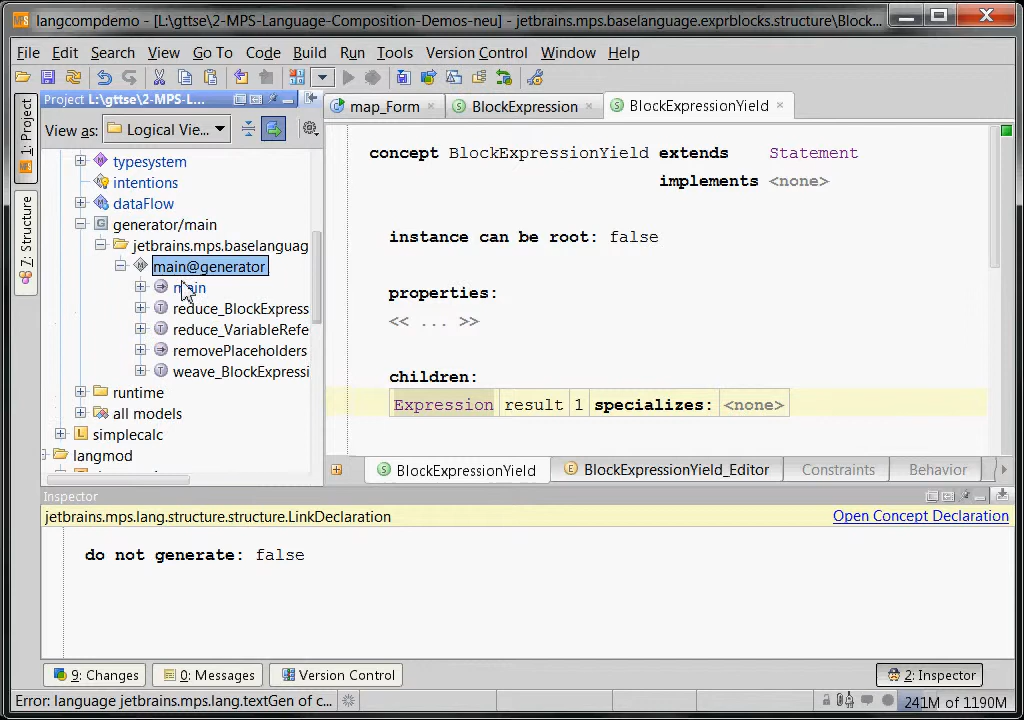 langcompdemo - [L:\gttse\2-MPS-Language-Composition-Demos-neu] - jetbrains.mps.baselanguage.exprblocks.structure\Block...
File Edit Search View Go To Code Build Run Tools Version Control Window Help
Project L:\gttse\2-MPS-L...
map_Form BlockExpression BlockExpressionYield
View as: Logical Vie...
1: Project
Z: Structure
typesystem
intentions
dataFlow
generator/main
jetbrains.mps.baselanguag
main@generator
main
reduce_BlockExpress
reduce_VariableRefe
removePlaceholders
weave_BlockExpressi
runtime
all models
simplecalc
langmod
concept BlockExpressionYield extends Statement
implements <none>
instance can be root: false
properties:
<< ... >>
children:
Expression result 1 specializes: <none>
BlockExpressionYield BlockExpressionYield_Editor Constraints Behavior
Inspector
jetbrains.mps.lang.structure.structure.LinkDeclaration Open Concept Declaration
do not generate: false
9: Changes 0: Messages Version Control 2: Inspector
Error: language jetbrains.mps.lang.textGen of c... 241M of 1190M